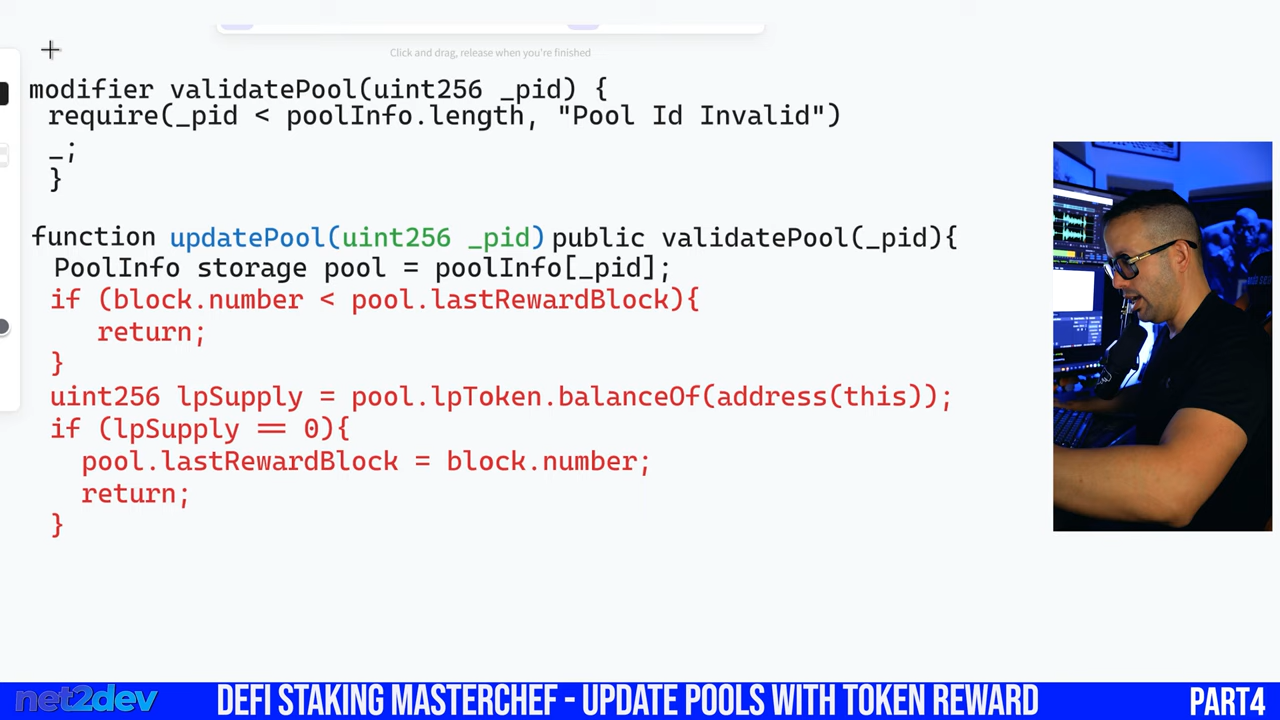 Click and drag, release when you're finished
modifier validatePool(uint256 _pid) {
require(_pid < poolInfo.length, "Pool Id Invalid")
_;
}
function updatePool(uint256 _pid) public validatePool(_pid){
PoolInfo storage pool = poolInfo[_pid];
if (block.number < pool.lastRewardBlock){
return;
}
uint256 lpSupply = pool.lpToken.balanceOf(address(this));
if (lpSupply == 0){
pool.lastRewardBlock = block.number;
return;
}
net2dev
DEFI STAKING MASTERCHEF - UPDATE POOLS WITH TOKEN REWARD
PART4